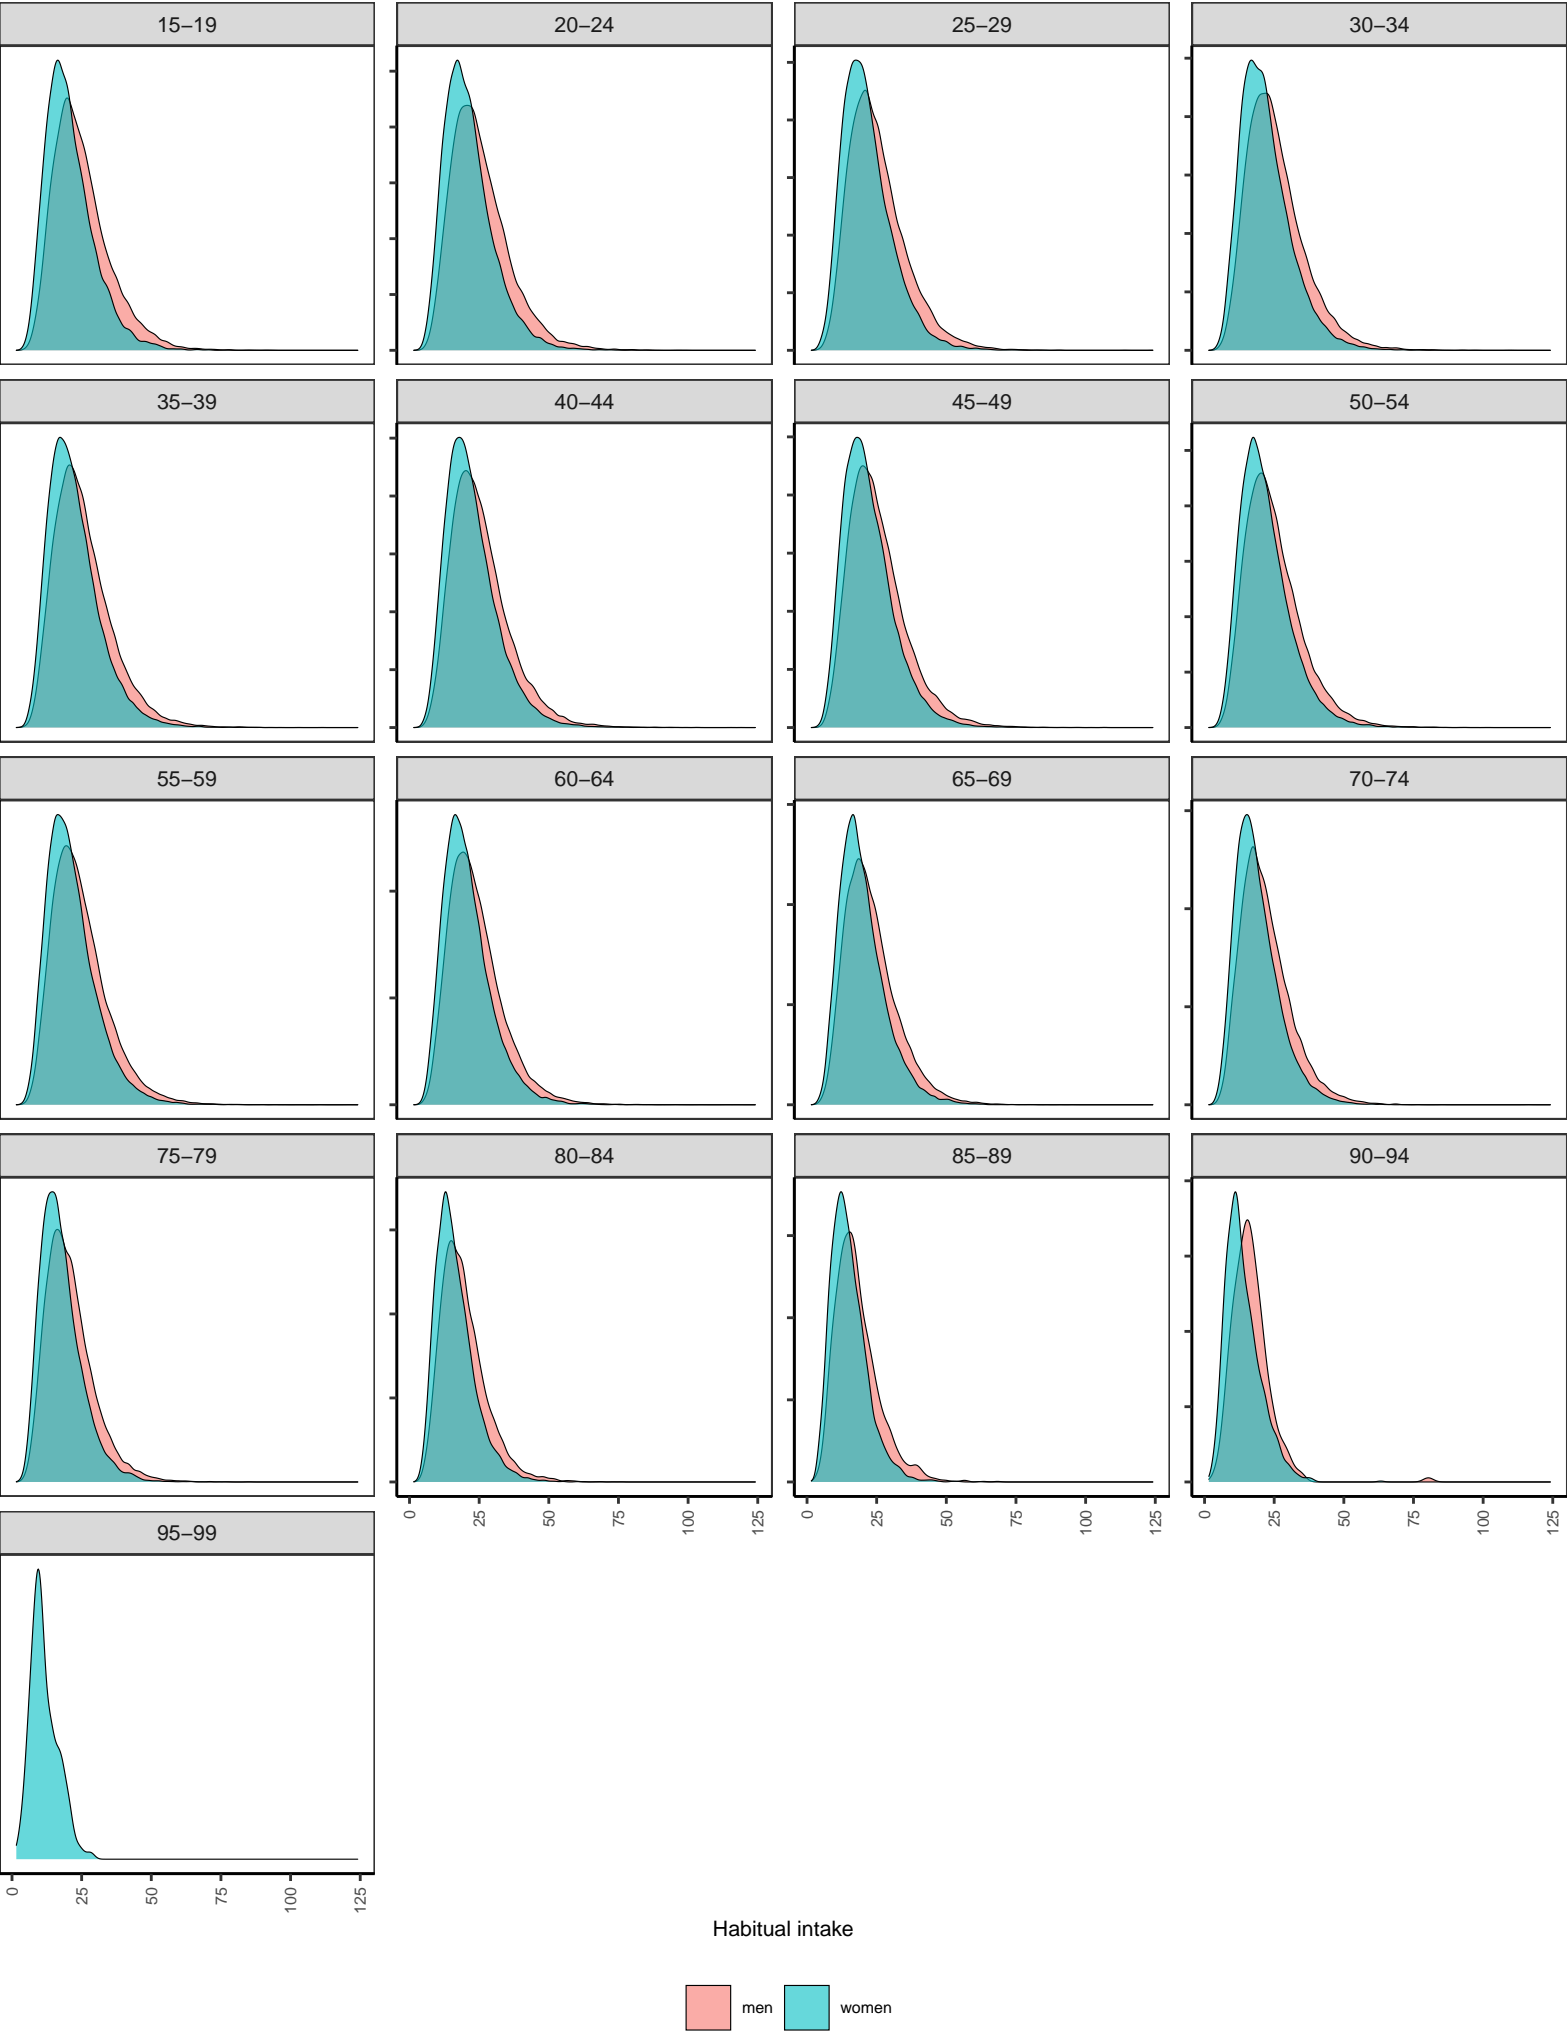 15−19 20−24 25−29 30−34
35−39 40−44 45−49 50−54
55−59 60−64 65−69 70−74
75−79 80−84 85−89 90−94
0 25 50 75 100 125 0 25 50 75 100 125 0 25 50 75 100 125
95−99
0 25 50 75 100 125
Habitual intake
men women